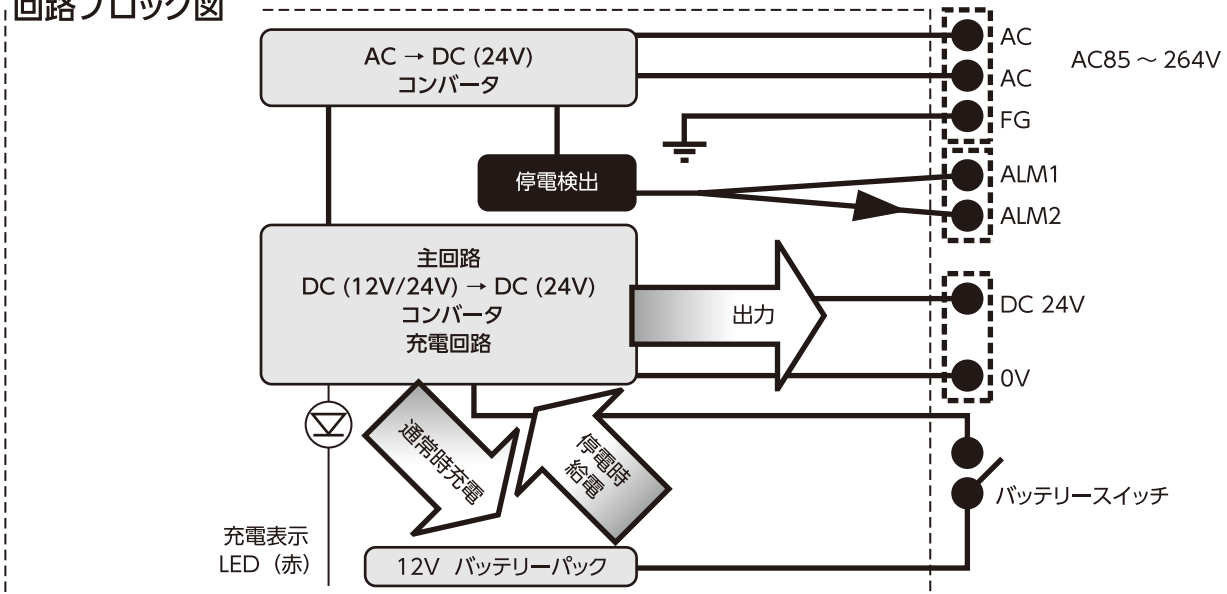 回路ブロック図
AC → DC (24V)
コンバータ
AC
AC85 ～ 264V
AC
FG
停電検出
ALM1
ALM2
主回路
DC (12V/24V) → DC (24V)
コンバータ
充電回路
出力
DC 24V
0V
通常時充電
停電時
給電
バッテリースイッチ
充電表示
LED（赤）
12V バッテリーパック